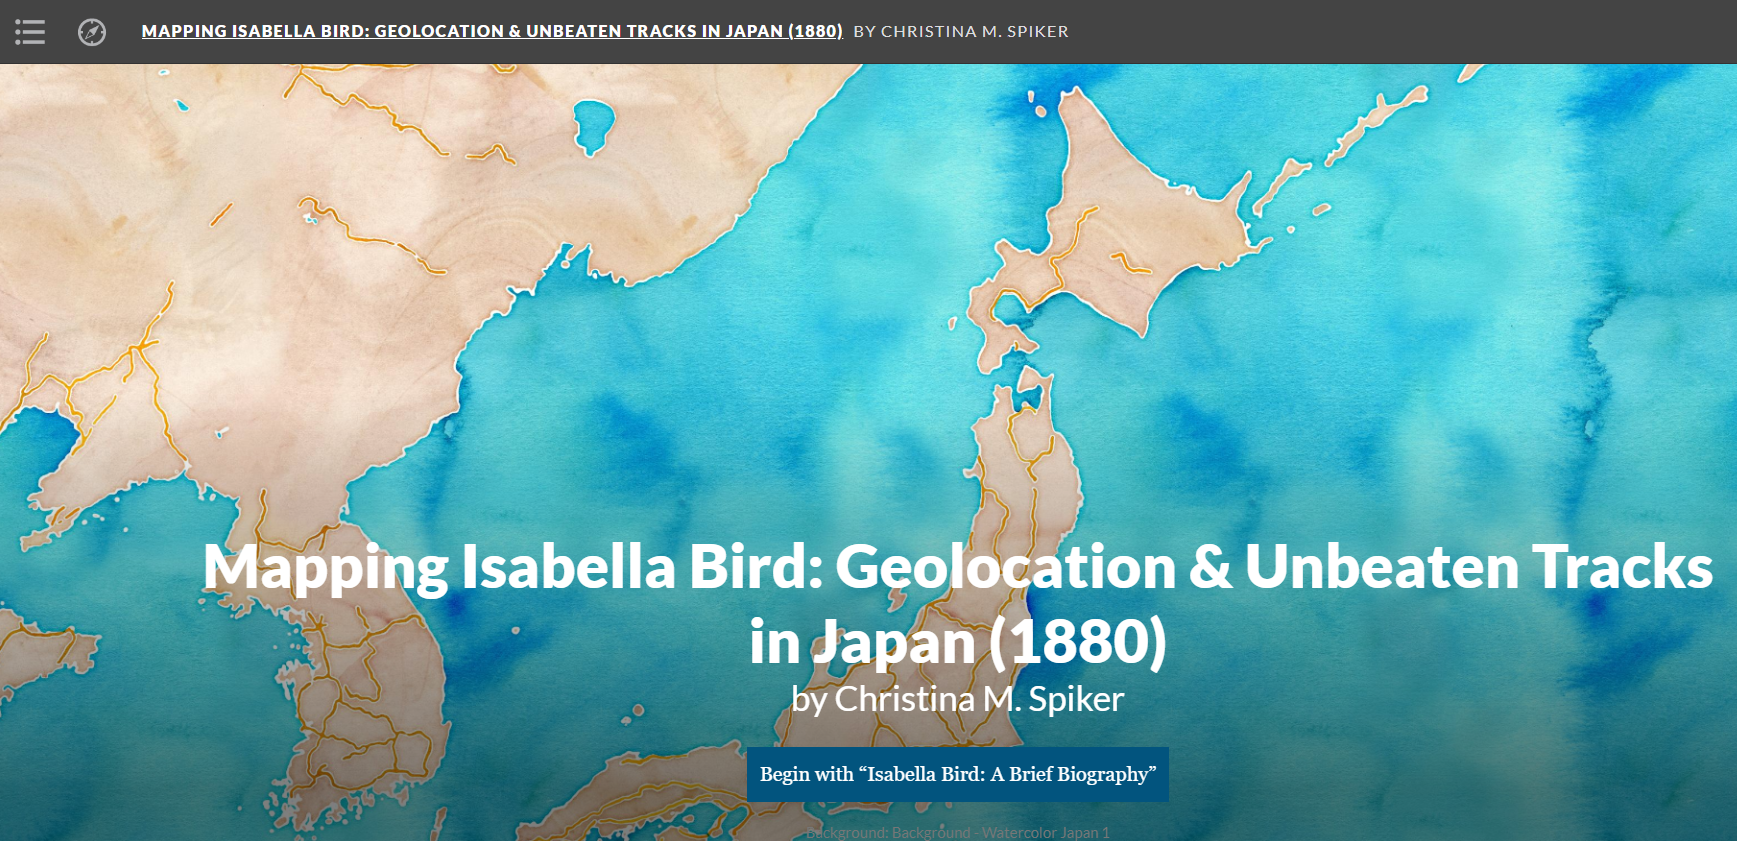 MAPPING ISABELLA BIRD: GEOLOCATION & UNBEATEN TRACKS IN JAPAN (1880) BY CHRISTINA M. SPIKER
Mapping Isabella Bird: Geolocation & Unbeaten Tracks
in Japan (1880)
by Christina M. Spiker
Begin with “Isabella Bird: A Brief Biography”
Background: Background - Watercolor Japan 1